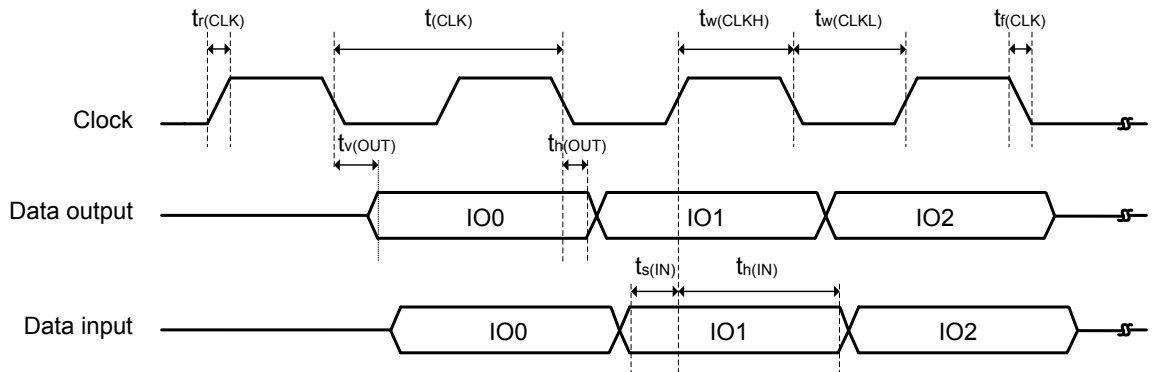 tr(CLK) t(CLK) tw(CLKH) tw(CLKL) tf(CLK)
Clock
tv(OUT) th(OUT)
Data output IO0 IO1 IO2
ts(IN) th(IN)
Data input IO0 IO1 IO2